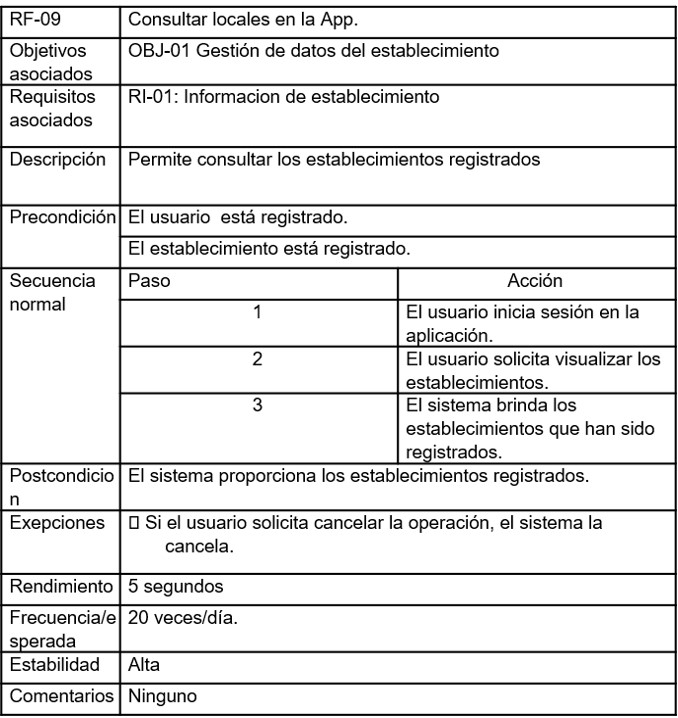 RF-09
Consultar locales en la App.
Objetivos
asociados
OBJ-01 Gestión de datos del establecimiento
Requisitos
asociados
RI-01: Informacion de establecimiento
Descripción
Permite consultar los establecimientos registrados
Precondición
El usuario  está registrado.
El establecimiento está registrado.
Secuencia
normal
Paso
Acción
1
El usuario inicia sesión en la
aplicación.
2
El usuario solicita visualizar los
establecimientos.
3
El sistema brinda los
establecimientos que han sido
registrados.
Postcondicio
n
El sistema proporciona los establecimientos registrados.
Exepciones
▯ Si el usuario solicita cancelar la operación, el sistema la
cancela.
Rendimiento
5 segundos
Frecuencia/e
sperada
20 veces/día.
Estabilidad
Alta
Comentarios
Ninguno